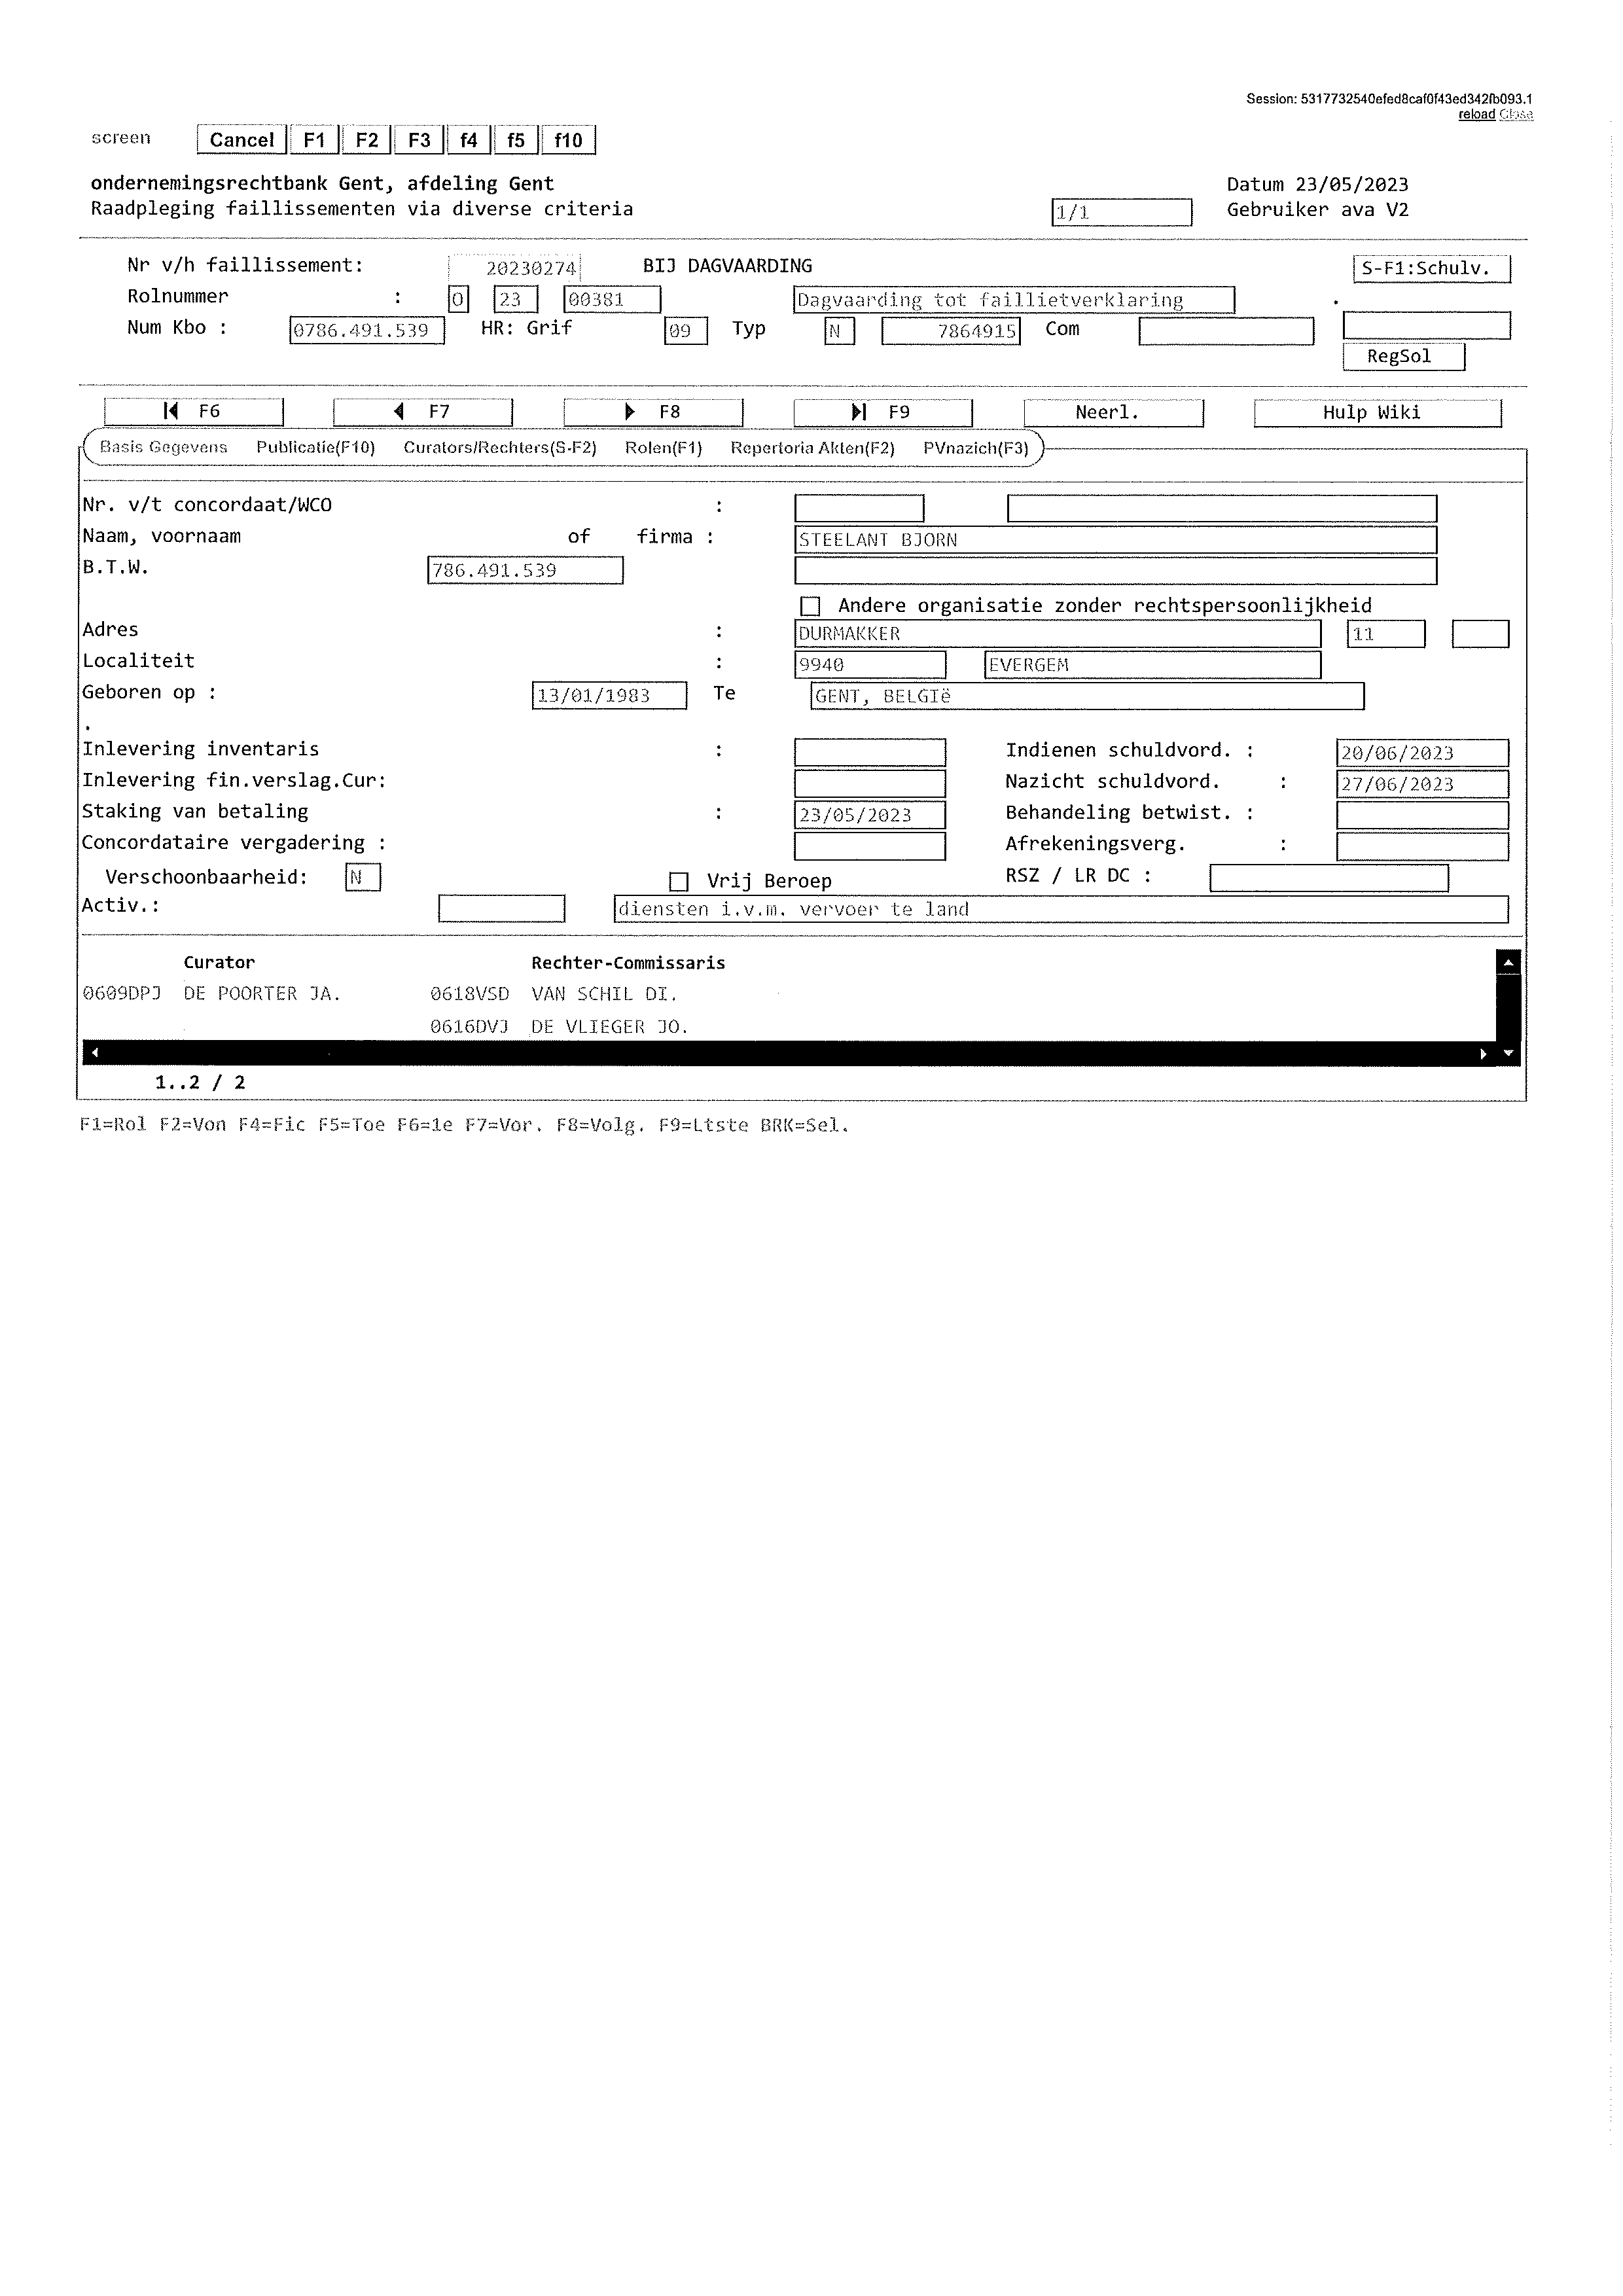 Session: 5317732540efed8caf0f43ed342fb093.1
reload Close
screen Cancel F1 F2 F3 f4 f5 f10
ondernemingsrechtbank Gent, afdeling Gent Datum 23/05/2023
Raadpleging faillissementen via diverse criteria 1/1 Gebruiker ava V2
Nr v/h faillissement: 20230274 BIJ DAGVAARDING S-F1:Schulv.
Rolnummer : O 23 00381 Dagvaarding tot faillietverklaring .
Num Kbo : 0786.491.539 HR: Grif 09 Typ N 7864915 Com
RegSol
F6 F7 F8 F9 Neerl. Hulp Wiki
Basis Gegevens Publicatie(F10) Curators/Rechters(S-F2) Rolen(F1) Repertoria Akten(F2) PVnazich(F3)
Nr. v/t concordaat/WCO :
Naam, voornaam of firma : STEELANT BJORN
B.T.W. 786.491.539
Andere organisatie zonder rechtspersoonlijkheid
Adres : DURMAKKER 11
Localiteit : 9940 EVERGEM
Geboren op : 13/01/1983 Te GENT, BELGIë
.
Inlevering inventaris : Indienen schuldvord. : 20/06/2023
Inlevering fin.verslag.Cur: Nazicht schuldvord. : 27/06/2023
Staking van betaling : 23/05/2023 Behandeling betwist. :
Concordataire vergadering : Afrekeningsverg. :
Verschoonbaarheid: N Vrij Beroep RSZ / LR DC :
Activ.: diensten i.v.m. vervoer te land
Curator Rechter-Commissaris
0609DPJ DE POORTER JA. 0618VSD VAN SCHIL DI.
0616DVJ DE VLIEGER JO.
1..2 / 2
F1=Rol F2=Von F4=Fic F5=Toe F6=1e F7=Vor. F8=Volg. F9=Ltste BRK=Sel.